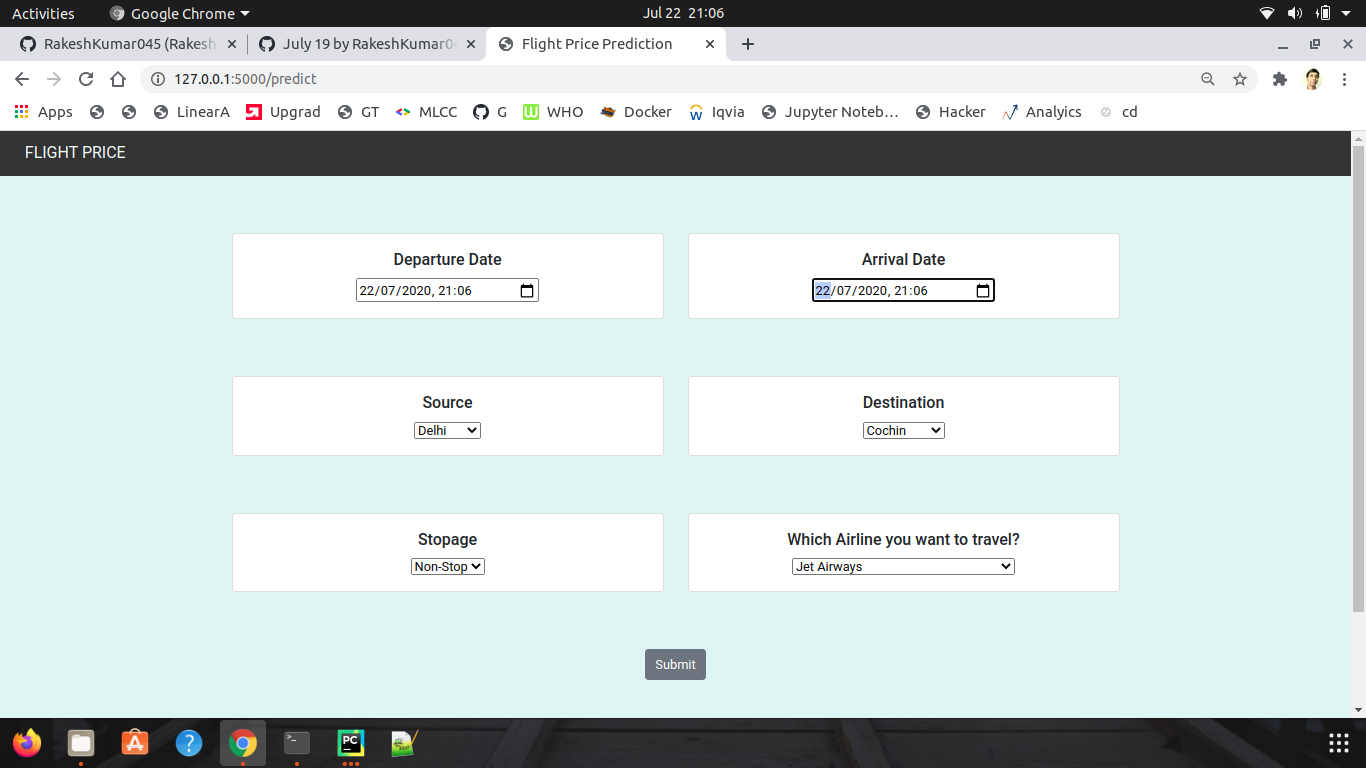 Activities Google Chrome Jul 22 21:06
RakeshKumar045 (Rakesh July 19 by RakeshKumar04 Flight Price Prediction
127.0.0.1:5000/predict
Apps LinearA Upgrad GT MLCC G WHO Docker Iqvia Jupyter Noteb… Hacker Analyics cd
FLIGHT PRICE
Departure Date Arrival Date
22/07/2020, 21:06 22/07/2020, 21:06
Source Destination
Delhi Cochin
Stopage Which Airline you want to travel?
Non-Stop Jet Airways
Submit